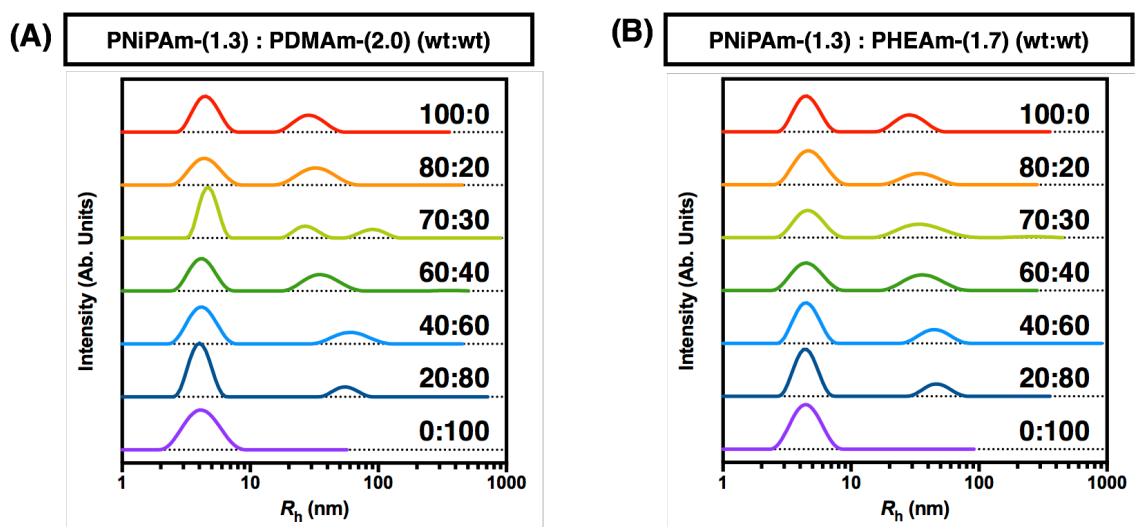 (A)
PNiPAm-(1.3) : PDMAm-(2.0) (wt:wt)
Intensity (Ab. Units)
100:0
80:20
70:30
60:40
40:60
20:80
0:100
1 10 100 1000
Rh (nm)
(B)
PNiPAm-(1.3) : PHEAm-(1.7) (wt:wt)
Intensity (Ab. Units)
100:0
80:20
70:30
60:40
40:60
20:80
0:100
1 10 100 1000
Rh (nm)